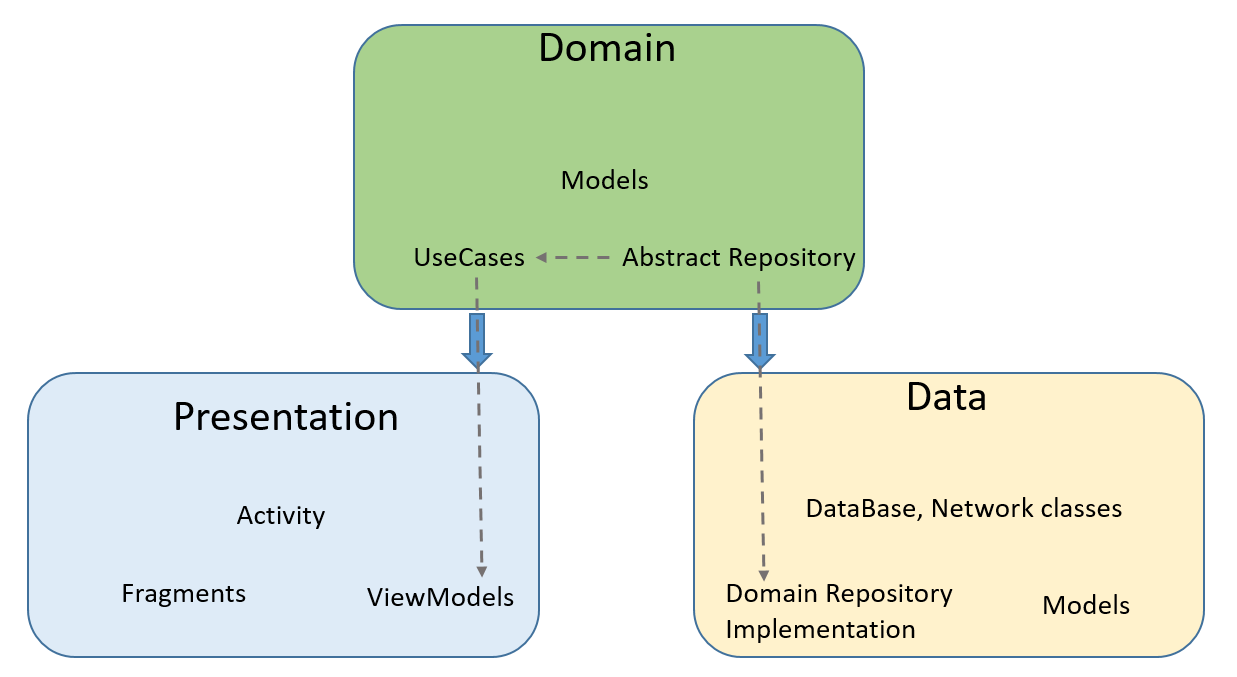 Domain
Models
UseCases
Abstract Repository
Presentation
Activity
Fragments
ViewModels
Data
DataBase, Network classes
Domain Repository
Implementation
Models